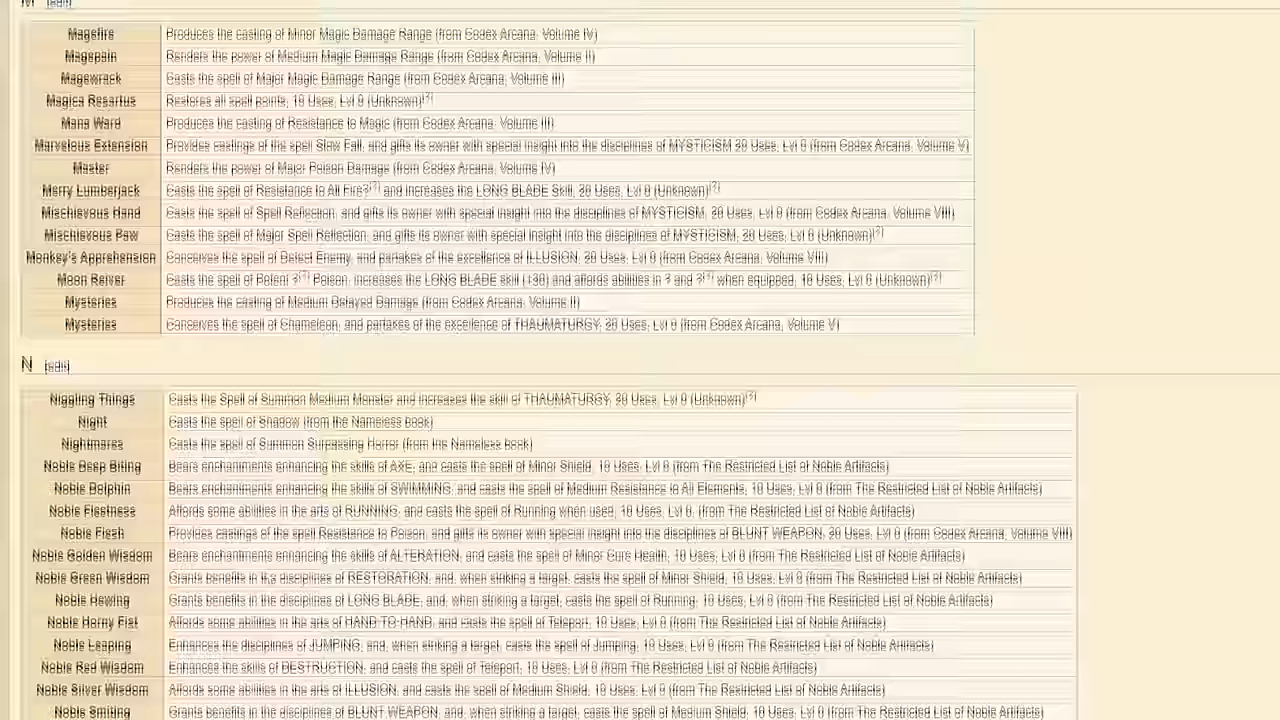 M [edit]
Magefire Produces the casting of Minor Magic Damage Range (from Codex Arcana, Volume IV)
Magepain Renders the power of Medium Magic Damage Range (from Codex Arcana, Volume II)
Magewrack Casts the spell of Major Magic Damage Range (from Codex Arcana, Volume III)
Magica Resartus Restores all spell points, 10 Uses, Lvl 0 (Unknown)[?]
Mana Ward Produces the casting of Resistance to Magic (from Codex Arcana, Volume III)
Marvelous Extension Provides castings of the spell Slow Fall, and gifts its owner with special insight into the disciplines of MYSTICISM 20 Uses, Lvl 0 (from Codex Arcana, Volume V)
Master Renders the power of Major Poison Damage (from Codex Arcana, Volume IV)
Merry Lumberjack Casts the spell of Resistance to All Fire?[?] and increases the LONG BLADE Skill, 20 Uses, Lvl 0 (Unknown)[?]
Mischievous Hand Casts the spell of Spell Reflection, and gifts its owner with special insight into the disciplines of MYSTICISM, 20 Uses, Lvl 0 (from Codex Arcana, Volume VIII)
Mischievous Paw Casts the spell of Major Spell Reflection, and gifts its owner with special insight into the disciplines of MYSTICISM, 20 Uses, Lvl 0 (Unknown)[?]
Monkey's Apprehension Conceives the spell of Detect Enemy, and partakes of the excellence of ILLUSION, 20 Uses, Lvl 0 (from Codex Arcana, Volume VIII)
Moon Reiver Casts the spell of Potent ?[?] Poison, increases the LONG BLADE skill (+30) and affords abilities in ? and ?[?] when equipped, 10 Uses, Lvl 0 (Unknown)[?]
Mysteries Produces the casting of Medium Delayed Damage (from Codex Arcana, Volume II)
Mysteries Conceives the spell of Chameleon, and partakes of the excellence of THAUMATURGY, 20 Uses, Lvl 0 (from Codex Arcana, Volume V)
N [edit]
Niggling Things Casts the Spell of Summon Medium Monster and increases the skill of THAUMATURGY, 20 Uses, Lvl 0 (Unknown)[?]
Night Casts the spell of Shadow (from the Nameless book)
Nightmares Casts the spell of Summon Surpassing Horror (from the Nameless book)
Noble Deep Biting Bears enchantments enhancing the skills of AXE, and casts the spell of Minor Shield, 10 Uses, Lvl 0 (from The Restricted List of Noble Artifacts)
Noble Dolphin Bears enchantments enhancing the skills of SWIMMING, and casts the spell of Medium Resistance to All Elements, 10 Uses, Lvl 0 (from The Restricted List of Noble Artifacts)
Noble Fleetness Affords some abilities in the arts of RUNNING, and casts the spell of Running when used, 10 Uses, Lvl 0, (from The Restricted List of Noble Artifacts)
Noble Flesh Provides castings of the spell Resistance to Poison, and gifts its owner with special insight into the disciplines of BLUNT WEAPON, 20 Uses, Lvl 0 (from Codex Arcana, Volume VIII)
Noble Golden Wisdom Bears enchantments enhancing the skills of ALTERATION, and casts the spell of Minor Cure Health, 10 Uses, Lvl 0 (from The Restricted List of Noble Artifacts)
Noble Green Wisdom Grants benefits in the disciplines of RESTORATION, and, when striking a target, casts the spell of Minor Shield, 10 Uses, Lvl 0 (from The Restricted List of Noble Artifacts)
Noble Hewing Grants benefits in the disciplines of LONG BLADE, and, when striking a target, casts the spell of Running, 10 Uses, Lvl 0 (from The Restricted List of Noble Artifacts)
Noble Horny Fist Affords some abilities in the arts of HAND-TO-HAND, and casts the spell of Teleport, 10 Uses, Lvl 0 (from The Restricted List of Noble Artifacts)
Noble Leaping Enhances the disciplines of JUMPING, and, when striking a target, casts the spell of Jumping, 10 Uses, Lvl 0 (from The Restricted List of Noble Artifacts)
Noble Red Wisdom Enhances the skills of DESTRUCTION, and casts the spell of Teleport, 10 Uses, Lvl 0 (from The Restricted List of Noble Artifacts)
Noble Silver Wisdom Affords some abilities in the arts of ILLUSION, and casts the spell of Medium Shield, 10 Uses, Lvl 0 (from The Restricted List of Noble Artifacts)
Noble Smiting Grants benefits in the disciplines of BLUNT WEAPON, and, when striking a target, casts the spell of Medium Shield, 10 Uses, Lvl 0 (from The Restricted List of Noble Artifacts)